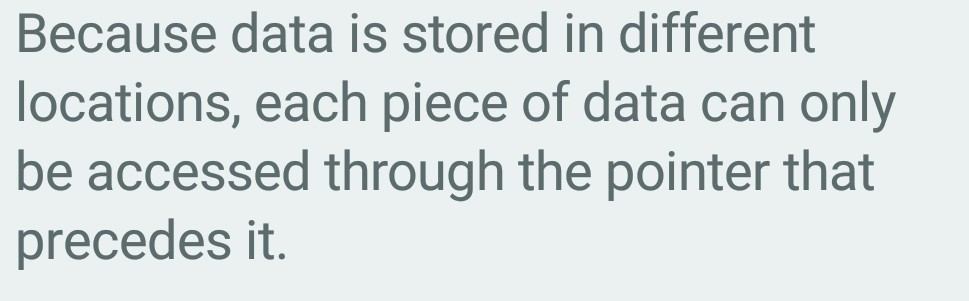 Because data is stored in different
locations, each piece of data can only
be accessed through the pointer that
precedes it.